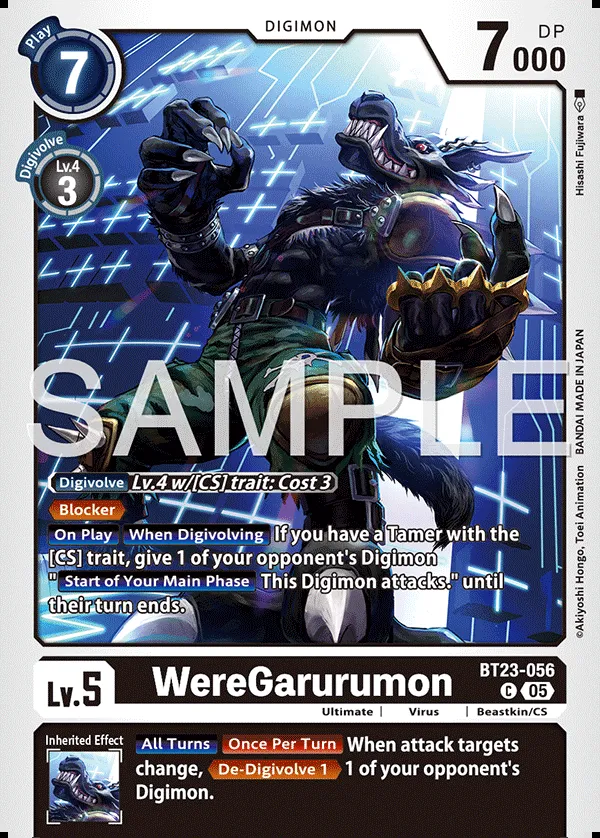 DIGIMON
Play
7
7000
DP
Digivolve
Lv.4
3
Hisashi Fujiwara
SAMPLE
Digivolve Lv.4 w/[CS] trait: Cost 3
Blocker
On Play When Digivolving If you have a Tamer with the
[CS] trait, give 1 of your opponent's Digimon
" Start of Your Main Phase This Digimon attacks." until
their turn ends.
©Akiyoshi Hongo, Toei Animation BANDAI MADE IN JAPAN
Lv.5
WereGarurumon
BT23-056
C 05
Ultimate | Virus | Beastkin/CS
Inherited Effect
All Turns Once Per Turn When attack targets
change, De-Digivolve 1 1 of your opponent's
Digimon.